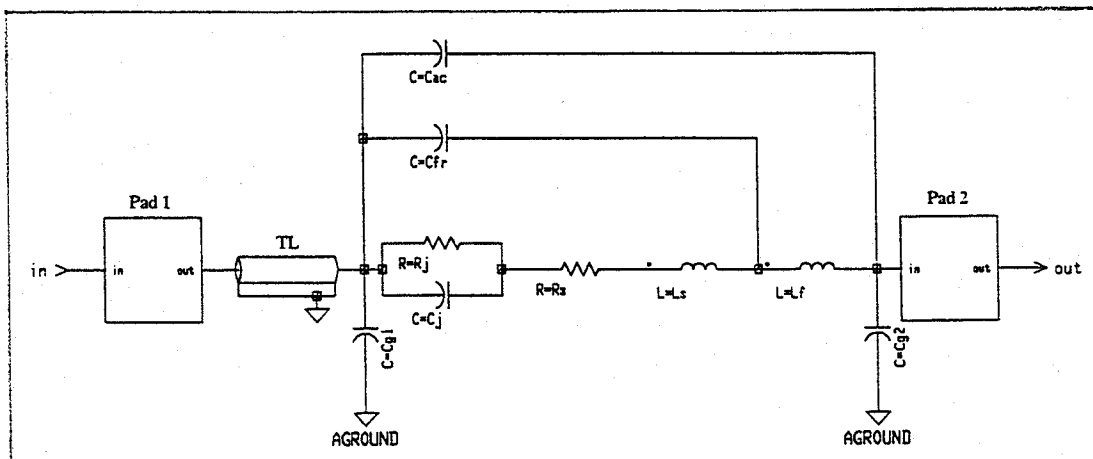 C=Cac
C=Cfr
Pad 1
Pad 2
TL
in
in
out
R=Rj
C=Cj
R=Rs
L=Ls
L=Lf
in
out
out
C=Cg1
C=Cg2
AGROUND
AGROUND